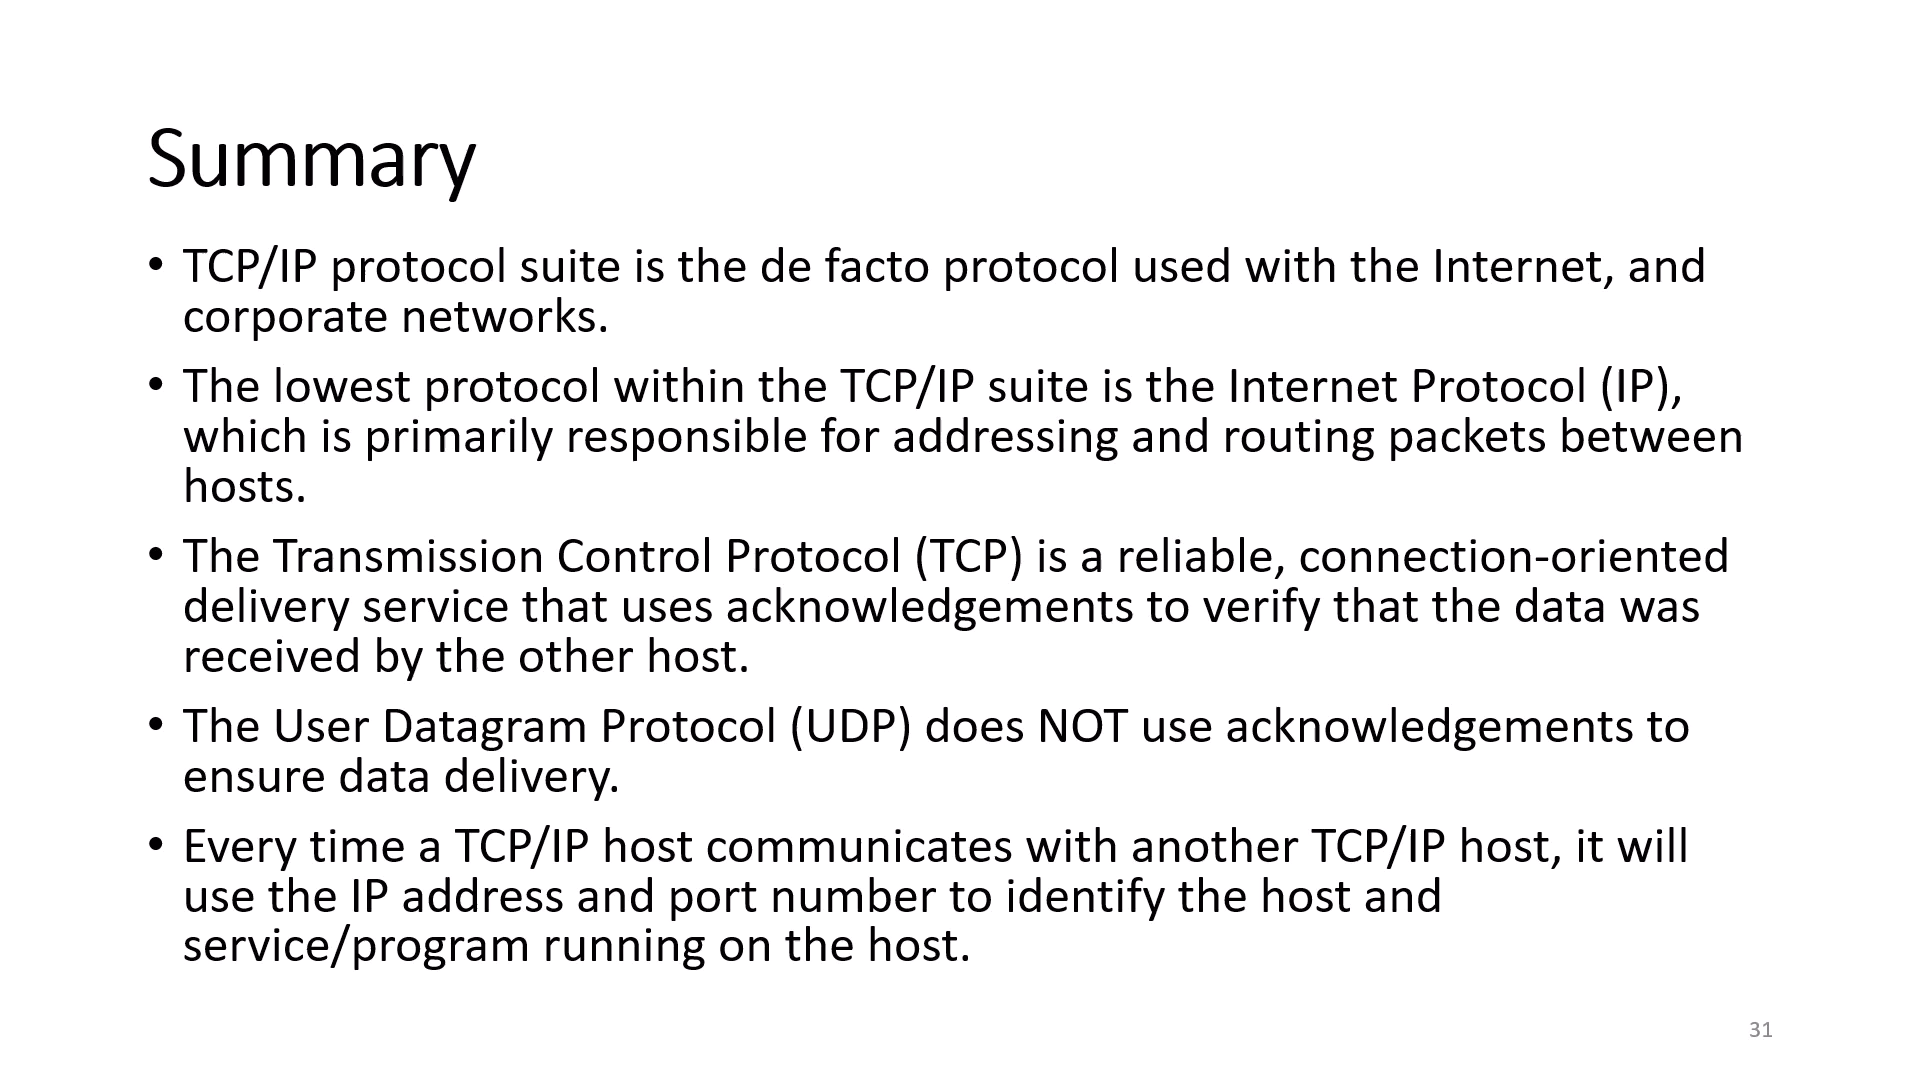 Summary
• TCP/IP protocol suite is the de facto protocol used with the Internet, and
corporate networks.
• The lowest protocol within the TCP/IP suite is the Internet Protocol (IP),
which is primarily responsible for addressing and routing packets between
hosts.
• The Transmission Control Protocol (TCP) is a reliable, connection-oriented
delivery service that uses acknowledgements to verify that the data was
received by the other host.
• The User Datagram Protocol (UDP) does NOT use acknowledgements to
ensure data delivery.
• Every time a TCP/IP host communicates with another TCP/IP host, it will
use the IP address and port number to identify the host and
service/program running on the host.
31